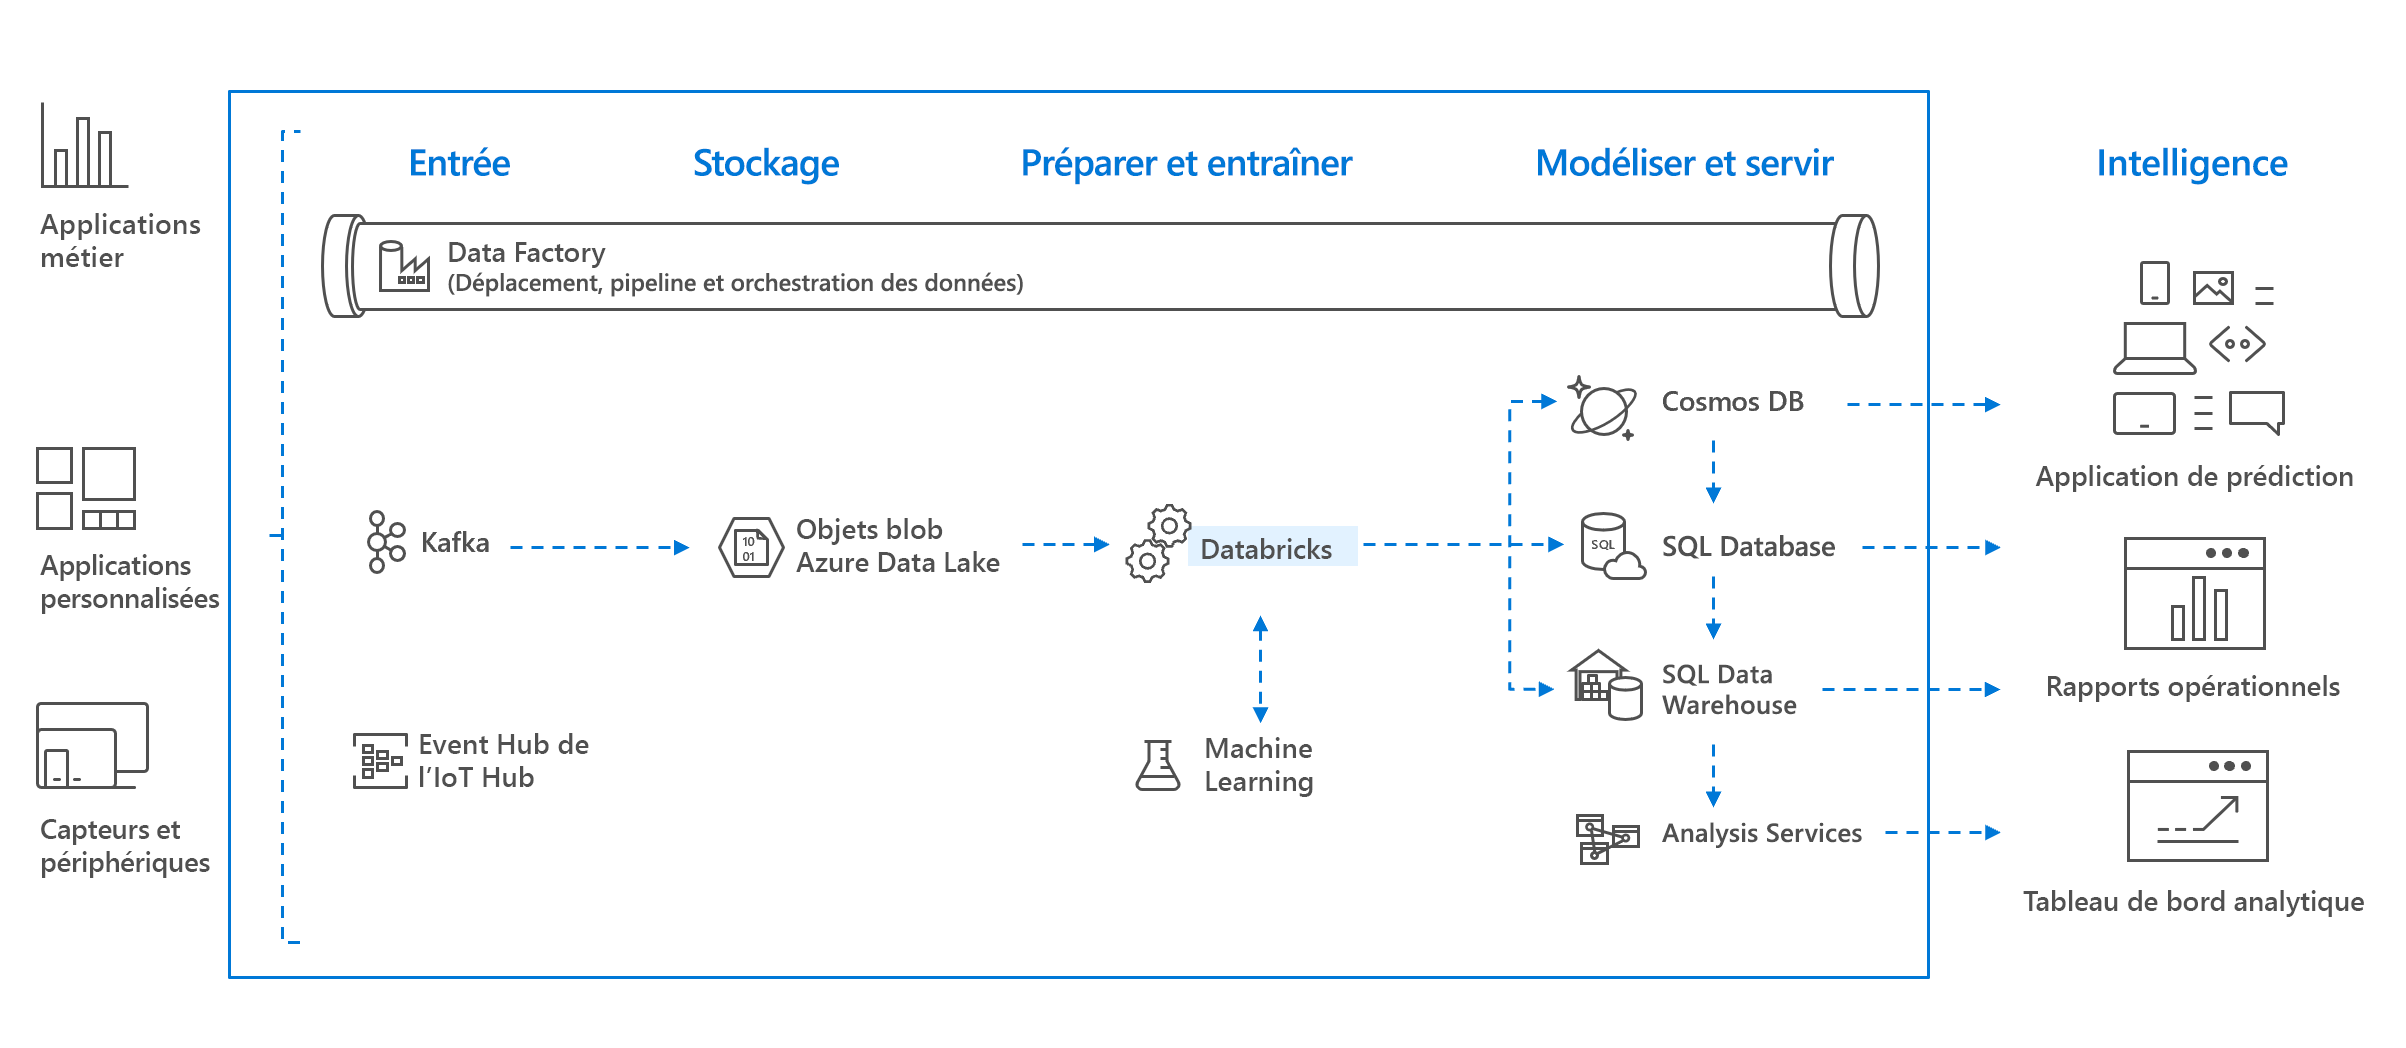 Entrée
Stockage
Préparer et entraîner
Modéliser et servir
Intelligence
Applications
métier
Data Factory
(Déplacement, pipeline et orchestration des données)
Cosmos DB
Application de prédiction
Applications
personnalisées
Kafka
10
01
Objets blob
Azure Data Lake
Databricks
SQL
SQL Database
Rapports opérationnels
SQL Data
Warehouse
Capteurs et
périphériques
Event Hub de
l’IoT Hub
Machine
Learning
Analysis Services
Tableau de bord analytique